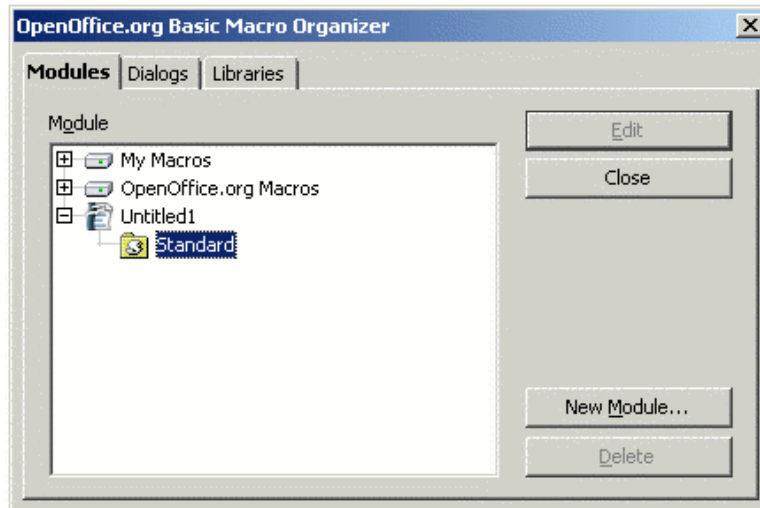 OpenOffice.org Basic Macro Organizer
Modules Dialogs Libraries
Module
Edit
My Macros
Close
OpenOffice.org Macros
Untitled1
Standard
New Module...
Delete